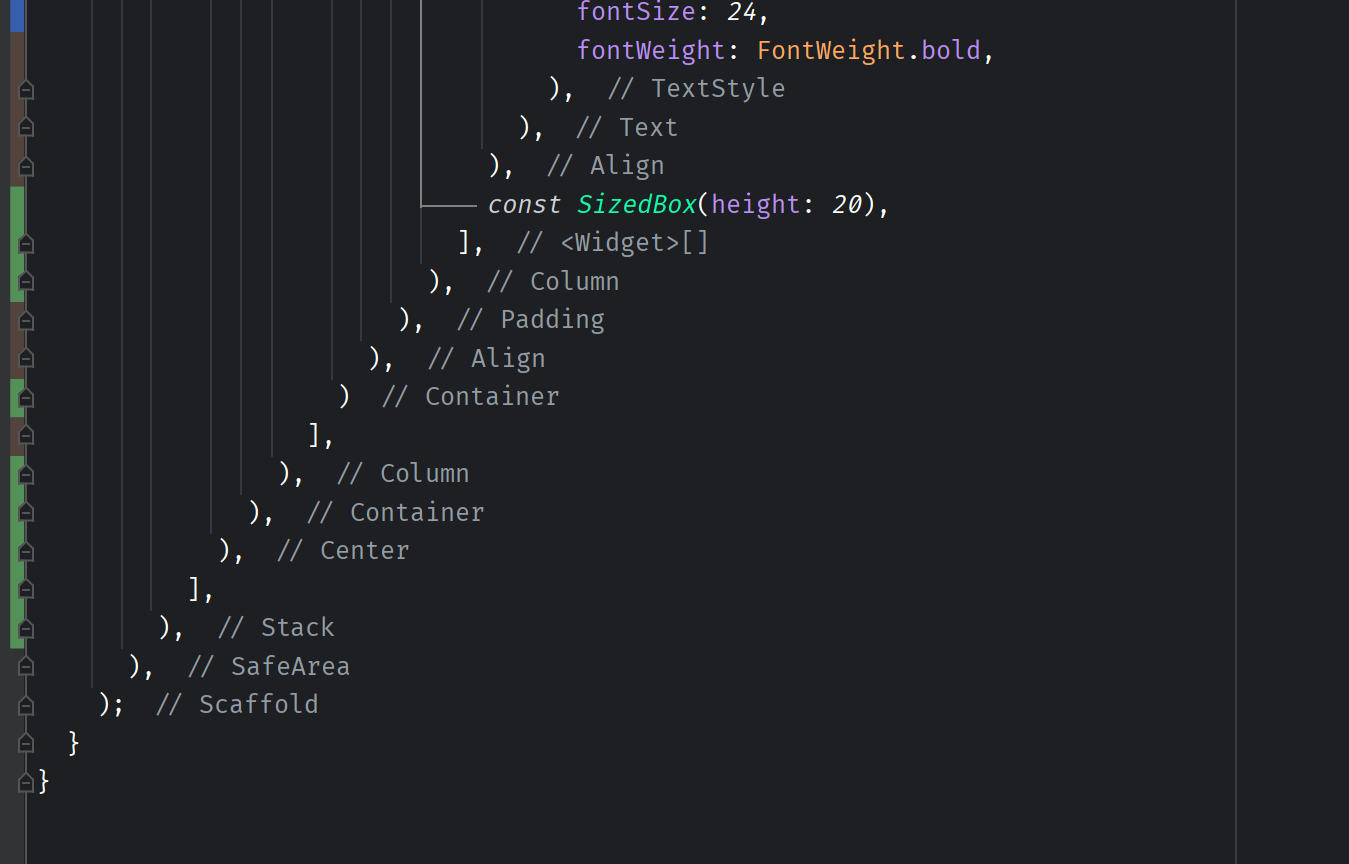 fontSize: 24,
fontWeight: FontWeight.bold,
), // TextStyle
), // Text
), // Align
const SizedBox(height: 20),
], // <Widget>[]
), // Column
), // Padding
), // Align
) // Container
],
), // Column
), // Container
), // Center
],
), // Stack
), // SafeArea
); // Scaffold
}
}